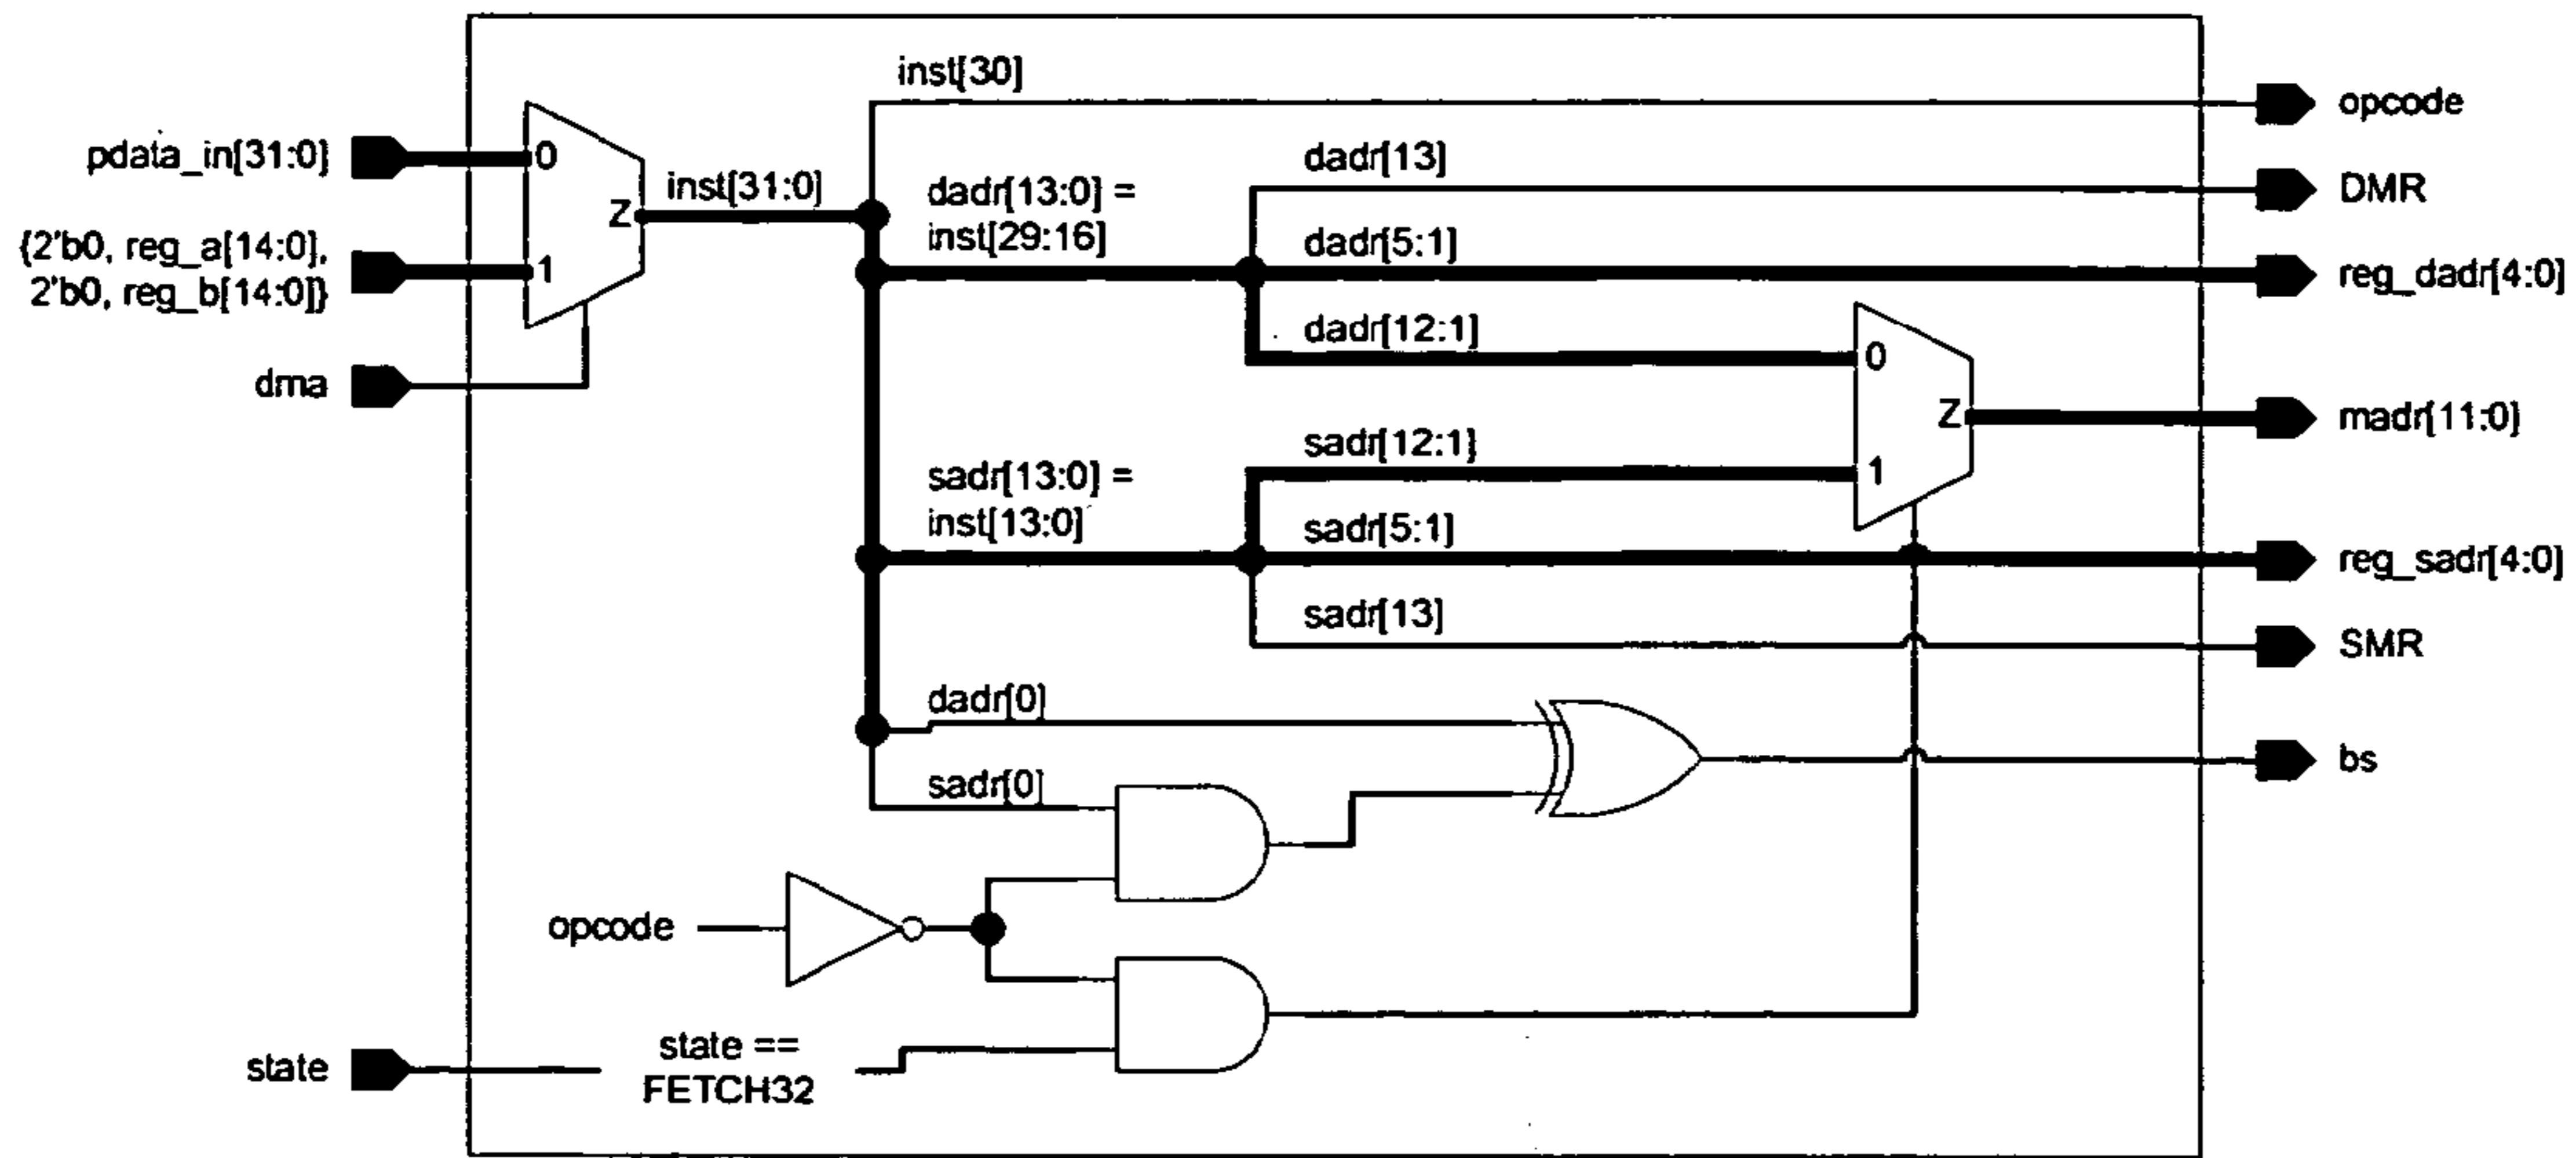 inst[30]
opcode
pdata_in[31:0]
0
dadr[13]
inst[31:0]
dadr[13:0] =
inst[29:16]
DMR
Z
{2'b0, reg_a[14:0],
2'b0, reg_b[14:0]}
1
dadr[5:1]
reg_dadr[4:0]
dadr[12:1]
0
dma
Z
madr[11:0]
sadr[12:1]
1
sadr[13:0] =
inst[13:0]
sadr[5:1]
reg_sadr[4:0]
sadr[13]
SMR
dadr[0]
bs
sadr[0]
opcode
state
state ==
FETCH32